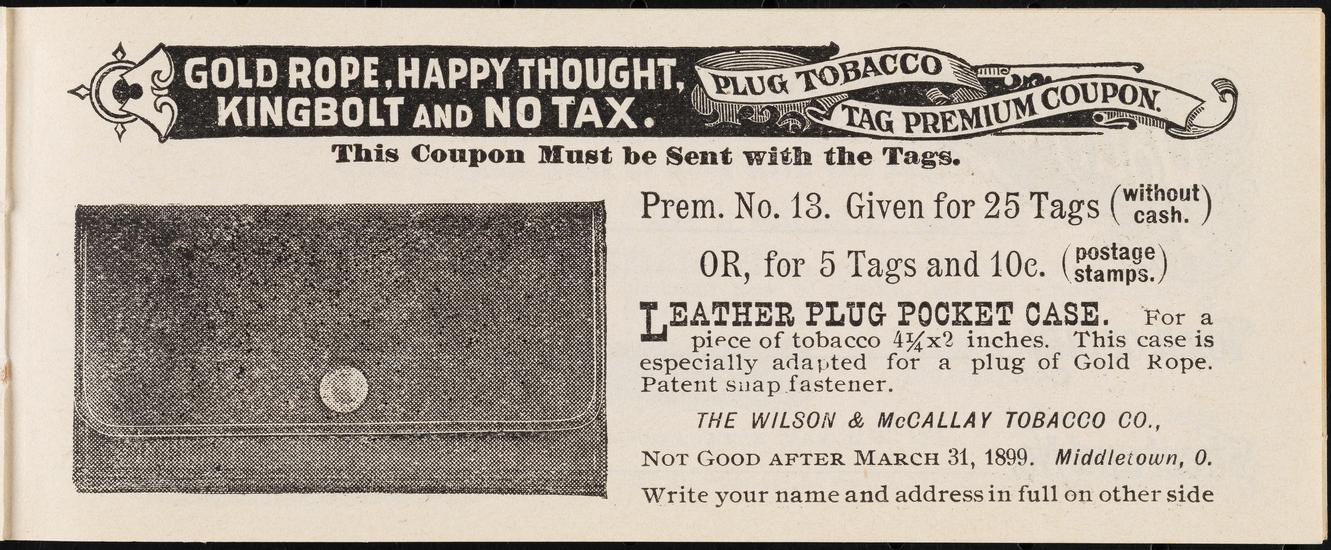 GOLD ROPE, HAPPY THOUGHT,
KINGBOLT AND NO TAX.
PLUG TOBACCO
TAG PREMIUM COUPON.
This Coupon Must be Sent with the Tags.
Prem. No. 13. Given for 25 Tags (without cash.)
OR, for 5 Tags and 10c. (postage stamps.)
LEATHER PLUG POCKET CASE. For a
piece of tobacco 4¼x2 inches. This case is
especially adapted for a plug of Gold Rope.
Patent snap fastener.
THE WILSON & McCALLAY TOBACCO CO.,
NOT GOOD AFTER MARCH 31, 1899. Middletown, O.
Write your name and address in full on other side